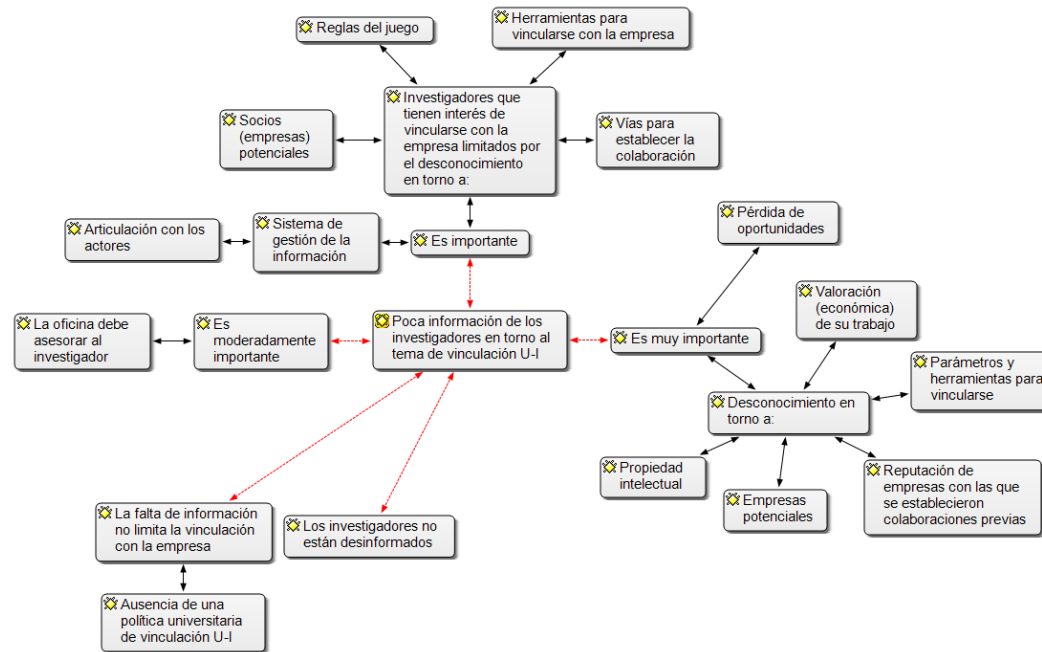 Reglas del juego
Herramientas para
vincularse con la empresa
Investigadores que
tienen interés de
vincularse con la
empresa limitados por
el desconocimiento
en torno a:
Socios
(empresas)
potenciales
Vías para
establecer la
colaboración
Articulación con los
actores
Sistema de
gestión de la
información
Es importante
Pérdida de
oportunidades
Valoración
(económica)
de su trabajo
La oficina debe
asesorar al
investigador
Es
moderadamente
importante
Poca información de los
investigadores en torno al
tema de vinculación U-I
Es muy importante
Parámetros y
herramientas para
vincularse
Desconocimiento en
torno a:
Propiedad
intelectual
Empresas
potenciales
Reputación de
empresas con las que
se establecieron
colaboraciones previas
La falta de información
no limita la vinculación
con la empresa
Los investigadores no
están desinformados
Ausencia de una
política universitaria
de vinculación U-I